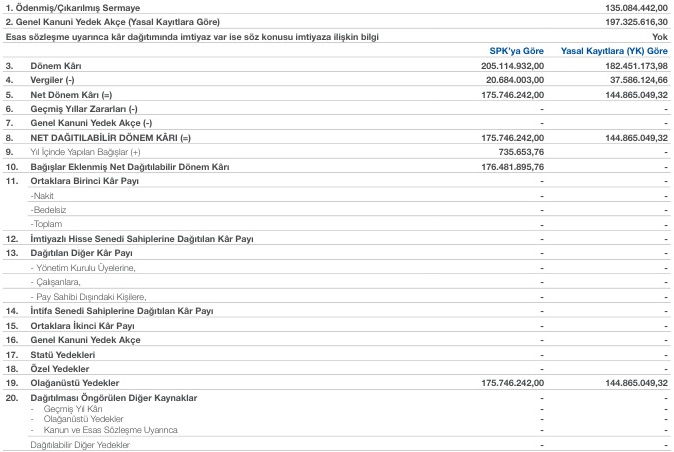 1. Ödenmiş/Çıkarılmış Sermaye 135.084.442,00
2. Genel Kanuni Yedek Akçe (Yasal Kayıtlara Göre) 197.325.616,30
Esas sözleşme uyarınca kâr dağıtımında imtiyaz var ise söz konusu imtiyaza ilişkin bilgi Yok
SPK'ya Göre Yasal Kayıtlara (YK) Göre
3. Dönem Kârı 205.114.932,00 182.451.173,98
4. Vergiler (-) 20.684.003,00 37.586.124,66
5. Net Dönem Kârı (=) 175.746.242,00 144.865.049,32
6. Geçmiş Yıllar Zararları (-) - -
7. Genel Kanuni Yedek Akçe (-) - -
8. NET DAĞITILABİLİR DÖNEM KÂRI (=) 175.746.242,00 144.865.049,32
9. Yıl İçinde Yapılan Bağışlar (+) 735.653,76 -
10. Bağışlar Eklenmiş Net Dağıtılabilir Dönem Kârı 176.481.895,76 -
11. Ortaklara Birinci Kâr Payı - -
-Nakit - -
-Bedelsiz - -
-Toplam - -
12. İmtiyazlı Hisse Senedi Sahiplerine Dağıtılan Kâr Payı - -
13. Dağıtılan Diğer Kâr Payı - -
- Yönetim Kurulu Üyelerine, - -
- Çalışanlara, - -
- Pay Sahibi Dışındaki Kişilere, - -
14. İntifa Senedi Sahiplerine Dağıtılan Kâr Payı - -
15. Ortaklara İkinci Kâr Payı - -
16. Genel Kanuni Yedek Akçe - -
17. Statü Yedekleri - -
18. Özel Yedekler - -
19. Olağanüstü Yedekler 175.746.242,00 144.865.049,32
20. Dağıtılması Öngörülen Diğer Kaynaklar - -
- Geçmiş Yıl Kârı - -
- Olağanüstü Yedekler - -
- Kanun ve Esas Sözleşme Uyarınca - -
Dağıtılabilir Diğer Yedekler - -